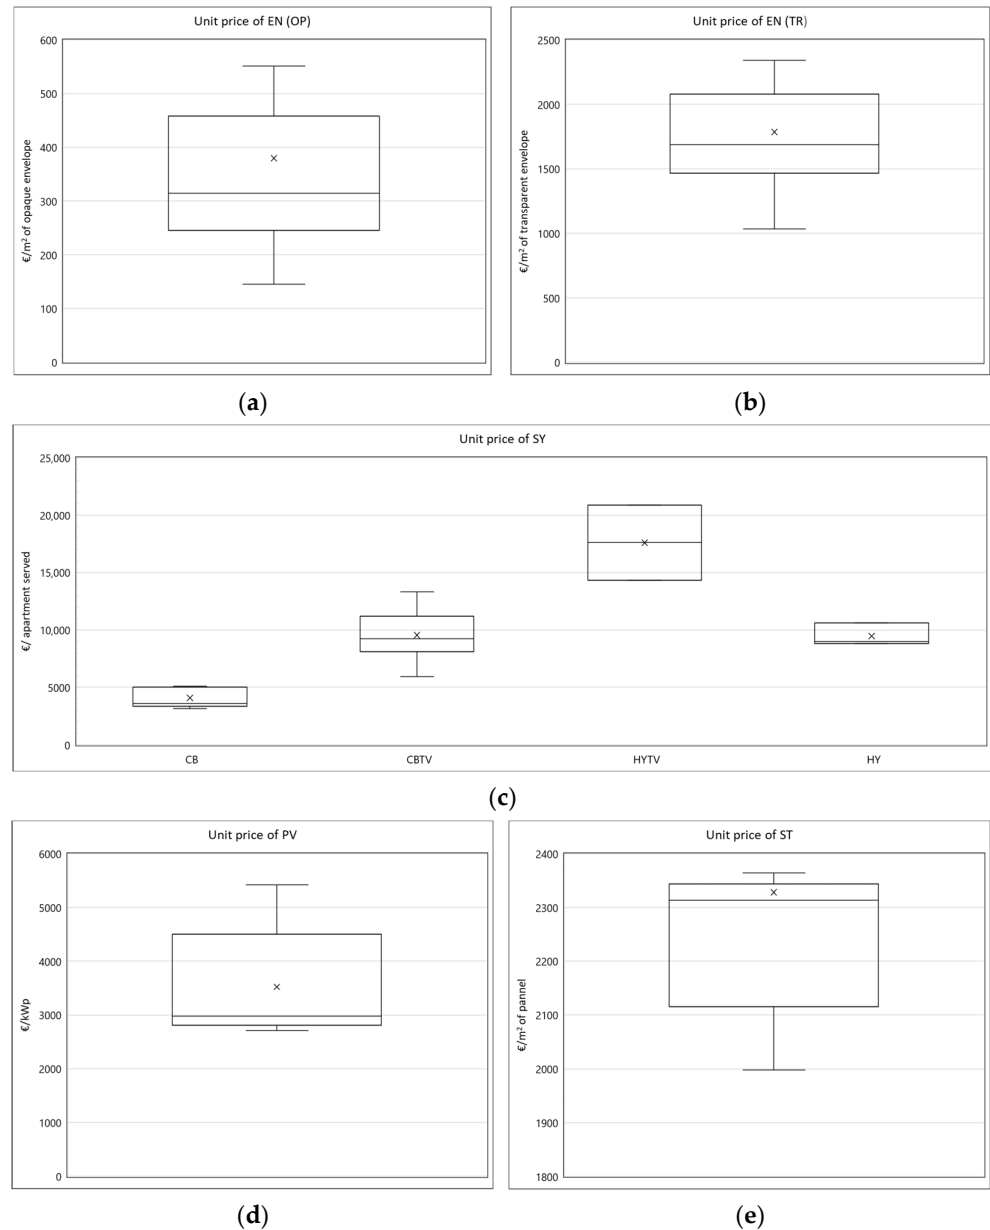 Unit price of EN (OP)
600
500
400
300
200
100
0
€/m² of opaque envelope
(a)
Unit price of EN (TR)
2500
2000
1500
1000
500
0
€/m² of transparent envelope
(b)
Unit price of SY
25,000
20,000
15,000
10,000
5000
0
€/ apartment served
CB CBTV HYTV HY
(c)
Unit price of PV
6000
5000
4000
3000
2000
1000
0
€/kWp
(d)
Unit price of ST
2400
2300
2200
2100
2000
1900
1800
€/m² of pannel
(e)